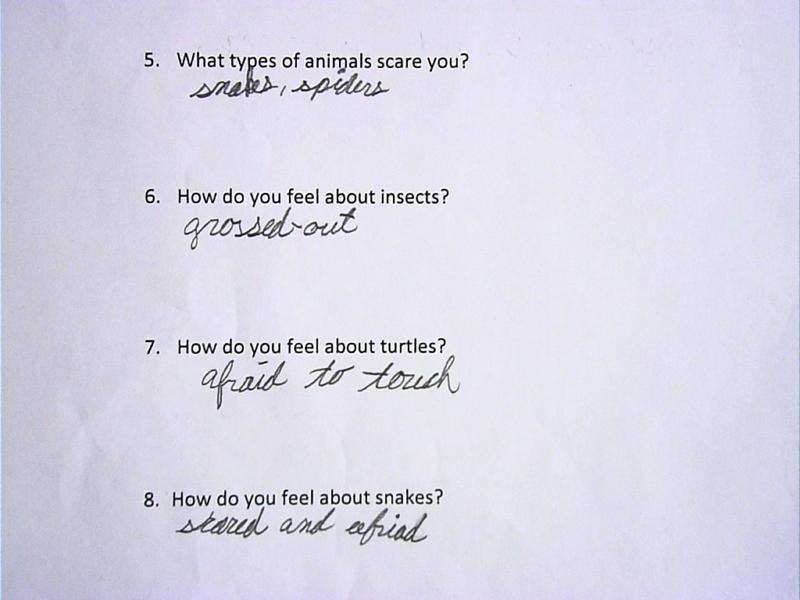 5. What types of animals scare you?
snakes, spiders
6. How do you feel about insects?
grossed-out
7. How do you feel about turtles?
afraid to touch
8. How do you feel about snakes?
skared and afriad